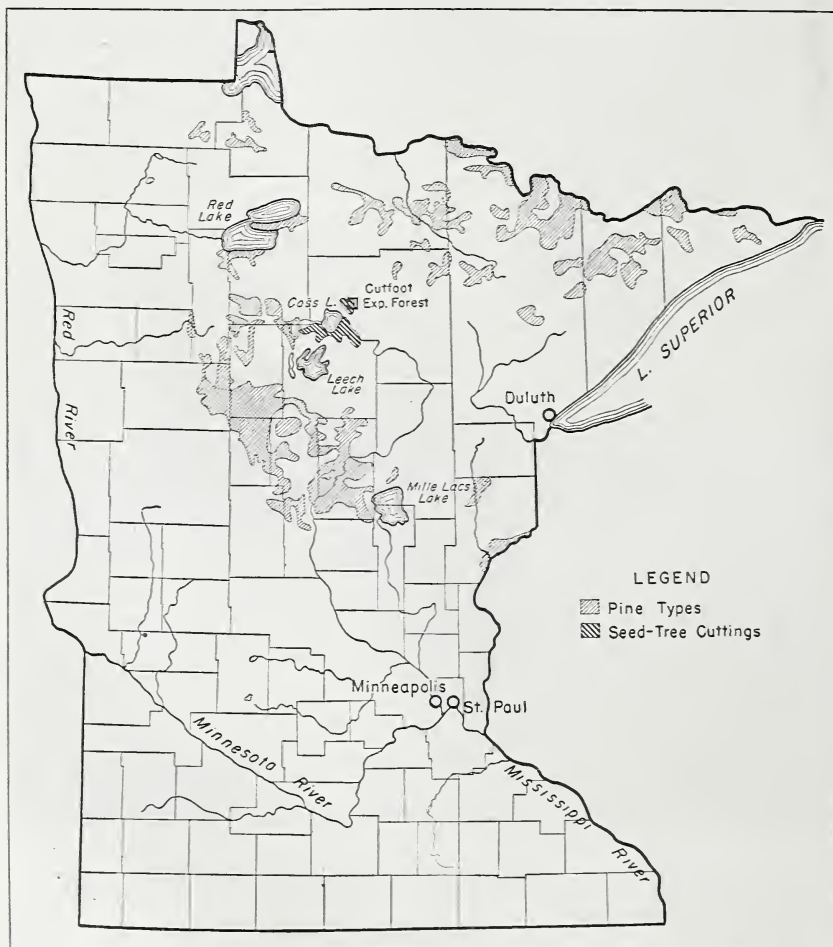 Red
Lake
Cutfoot
Exp. Forest
Cass L.
Red
River
Leech
Lake
L. SUPERIOR
Duluth
Mille Lacs
Lake
LEGEND
Pine Types
Seed-Tree Cuttings
Minneapolis
St. Paul
Minnesota
River
Mississippi
River